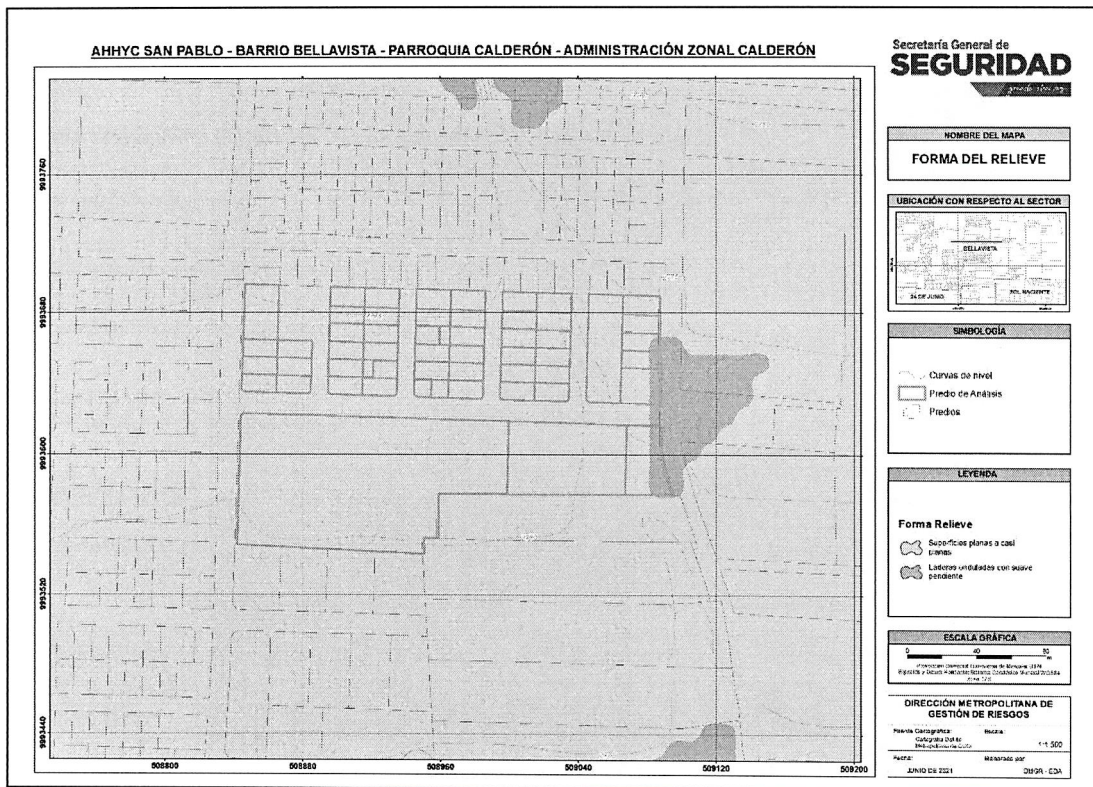 AHHYC SAN PABLO - BARRIO BELLAVISTA - PARROQUIA CALDERÓN - ADMINISTRACIÓN ZONAL CALDERÓN
Secretaría General de
SEGURIDAD
NOMBRE DEL MAPA
FORMA DEL RELIEVE
UBICACIÓN CON RESPECTO AL SECTOR
BELLAVISTA
24 DE JUNIO
SOL NACIENTE
SIMBOLOGÍA
Curvas de nivel
Predio de Análisis
Predios
LEYENDA
Forma Relieve
Superficies planas a casi
planas
Laderas onduladas con suave
pendiente
ESCALA GRÁFICA
0 40 80
DIRECCIÓN METROPOLITANA DE
GESTIÓN DE RIESGOS
Fuente Cartográfica:
Escala:
1:1 500
Fecha:
Elaborado por
JUNIO DE 2021
DMGR - EDA
9993760
9993680
9993600
9993520
9993440
508800 508880 508960 509040 509120 509200